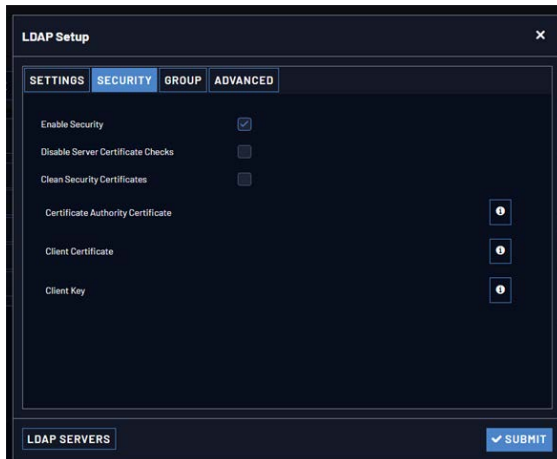 LDAP Setup
SETTINGS SECURITY GROUP ADVANCED
Enable Security
Disable Server Certificate Checks
Clean Security Certificates
Certificate Authority Certificate
Client Certificate
Client Key
LDAP SERVERS SUBMIT